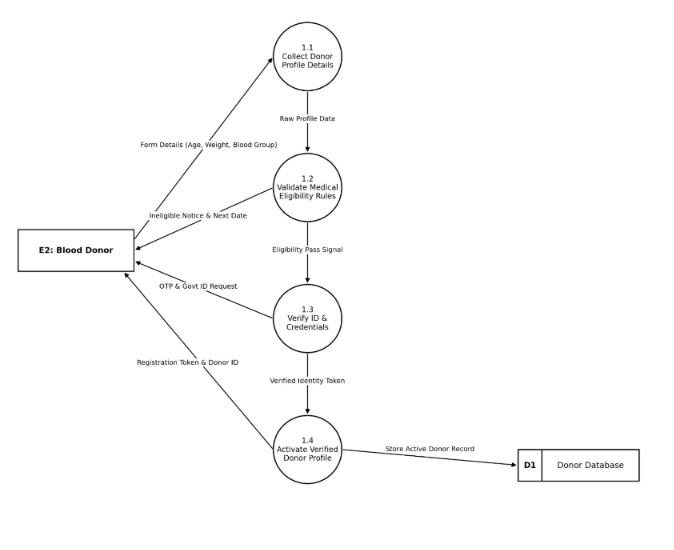 1.1
Collect Donor
Profile Details
Raw Profile Data
Form Details (Age, Weight, Blood Group)
1.2
Validate Medical
Eligibility Rules
Ineligible Notice & Next Date
E2: Blood Donor
Eligibility Pass Signal
OTP & Govt ID Request
1.3
Verify ID &
Credentials
Registration Token & Donor ID
Verified Identity Token
1.4
Activate Verified
Donor Profile
Store Active Donor Record
D1
Donor Database